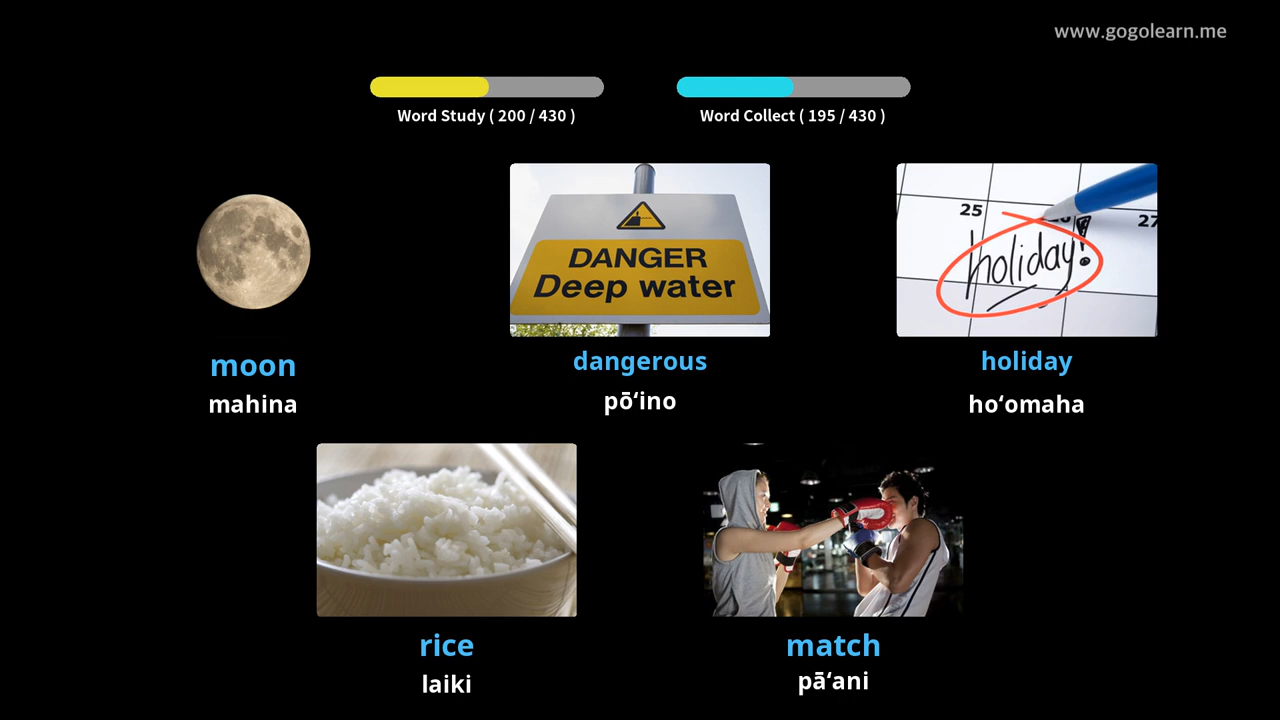 www.gogolearn.me
Word Study ( 200 / 430 )
Word Collect ( 195 / 430 )
DANGER
Deep water
25
27
holiday!
moon
dangerous
holiday
mahina
pōʻino
hoʻomaha
rice
match
laiki
pāʻani